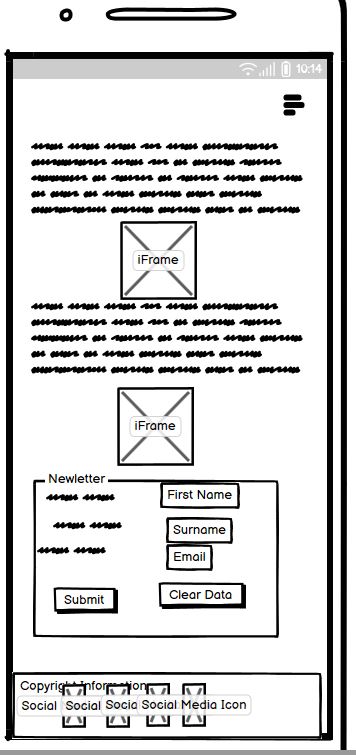 10:14
iFrame
iFrame
Newletter
First Name
Surname
Email
Submit Clear Data
Copyright Information
Social Social Socia Social Media Icon